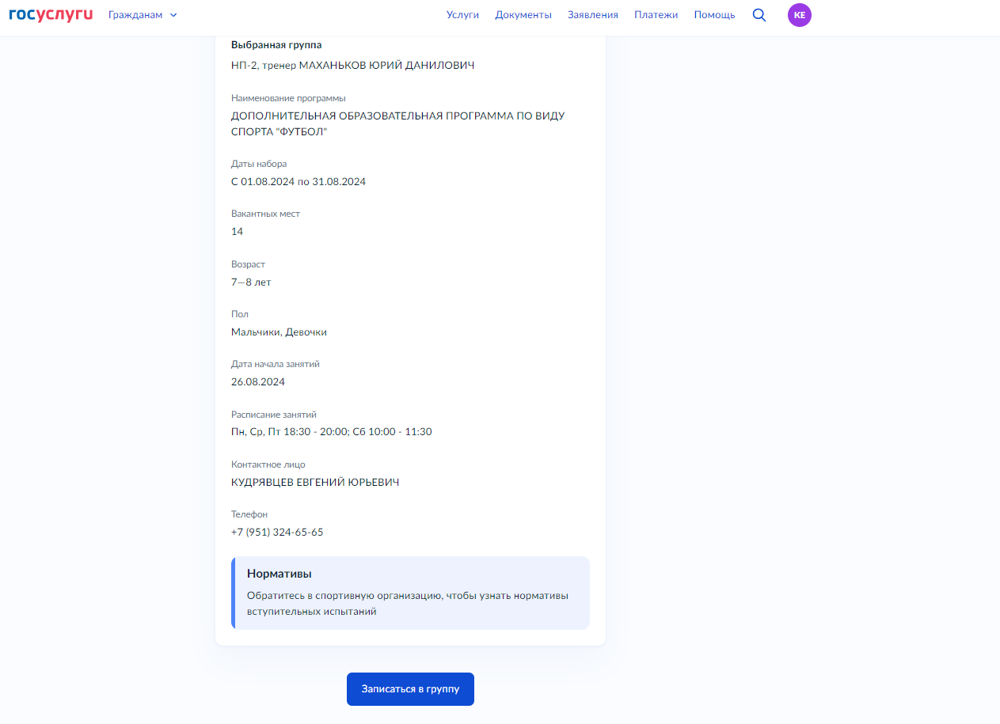 госуслуги Гражданам Услуги Документы Заявления Платежи Помощь КЕ
Выбранная группа
НП-2, тренер МАХАНЬКОВ ЮРИЙ ДАНИЛОВИЧ
Наименование программы
ДОПОЛНИТЕЛЬНАЯ ОБРАЗОВАТЕЛЬНАЯ ПРОГРАММА ПО ВИДУ
СПОРТА "ФУТБОЛ"
Даты набора
С 01.08.2024 по 31.08.2024
Вакантных мест
14
Возраст
7—8 лет
Пол
Мальчики, Девочки
Дата начала занятий
26.08.2024
Расписание занятий
Пн, Ср, Пт 18:30 - 20:00; Сб 10:00 - 11:30
Контактное лицо
КУДРЯВЦЕВ ЕВГЕНИЙ ЮРЬЕВИЧ
Телефон
+7 (951) 324-65-65
Нормативы
Обратитесь в спортивную организацию, чтобы узнать нормативы
вступительных испытаний
Записаться в группу